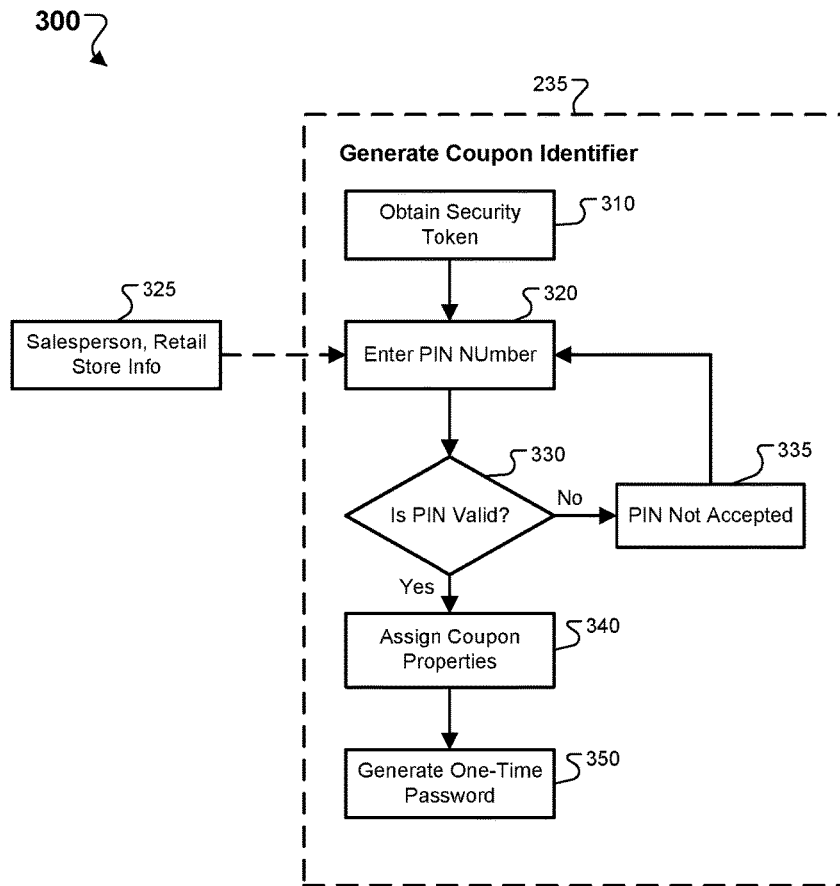 300
235
Generate Coupon Identifier
Obtain Security
Token
310
325
320
Salesperson, Retail
Store Info
Enter PIN NUmber
330
335
Is PIN Valid?
No
PIN Not Accepted
Yes
Assign Coupon
Properties
340
Generate One-Time
Password
350